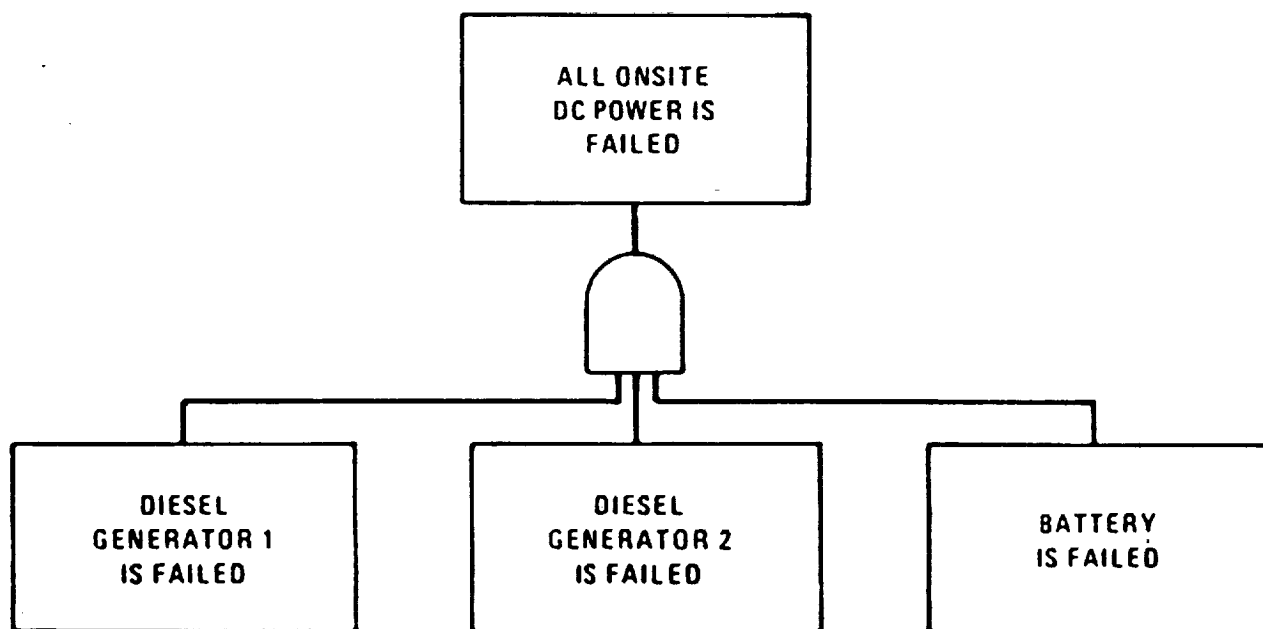 ALL ONSITE
DC POWER IS
FAILED
DIESEL
GENERATOR 1
IS FAILED
DIESEL
GENERATOR 2
IS FAILED
BATTERY
IS FAILED